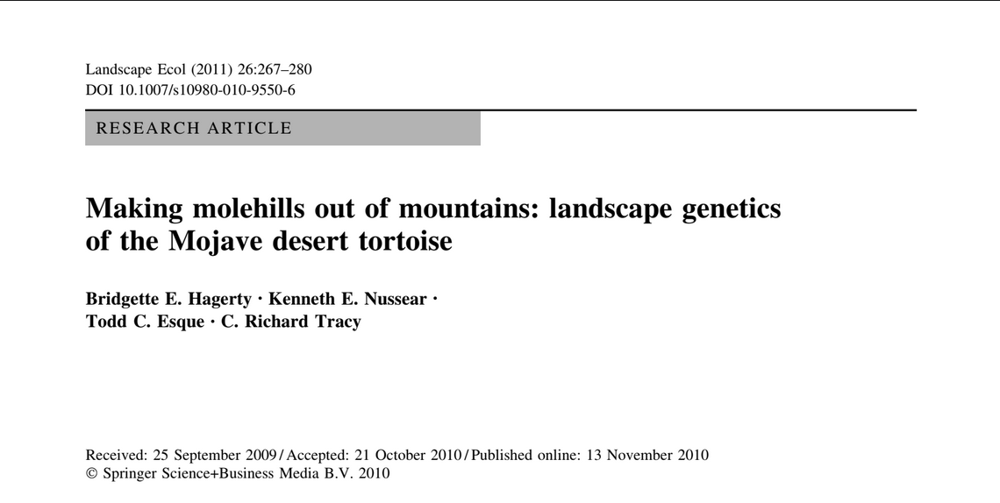 Landscape Ecol (2011) 26:267–280
DOI 10.1007/s10980-010-9550-6
RESEARCH ARTICLE
Making molehills out of mountains: landscape genetics
of the Mojave desert tortoise
Bridgette E. Hagerty · Kenneth E. Nussear ·
Todd C. Esque · C. Richard Tracy
Received: 25 September 2009 / Accepted: 21 October 2010 / Published online: 13 November 2010
© Springer Science+Business Media B.V. 2010